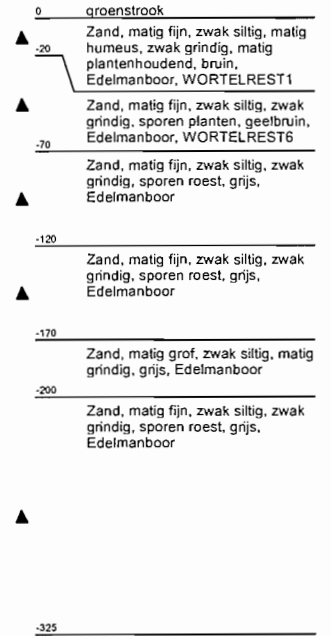 0 groenstrook
Zand, matig fijn, zwak siltig, matig
humeus, zwak grindig, matig
plantenhoudend, bruin,
Edelmanboor, WORTELREST1
-20
Zand, matig fijn, zwak siltig, zwak
grindig, sporen planten, geelbruin,
Edelmanboor, WORTELREST6
-70
Zand, matig fijn, zwak siltig, zwak
grindig, sporen roest, grijs,
Edelmanboor
-120
Zand, matig fijn, zwak siltig, zwak
grindig, sporen roest, grijs,
Edelmanboor
-170
Zand, matig grof, zwak siltig, matig
grindig, grijs, Edelmanboor
-200
Zand, matig fijn, zwak siltig, zwak
grindig, sporen roest, grijs,
Edelmanboor
-325